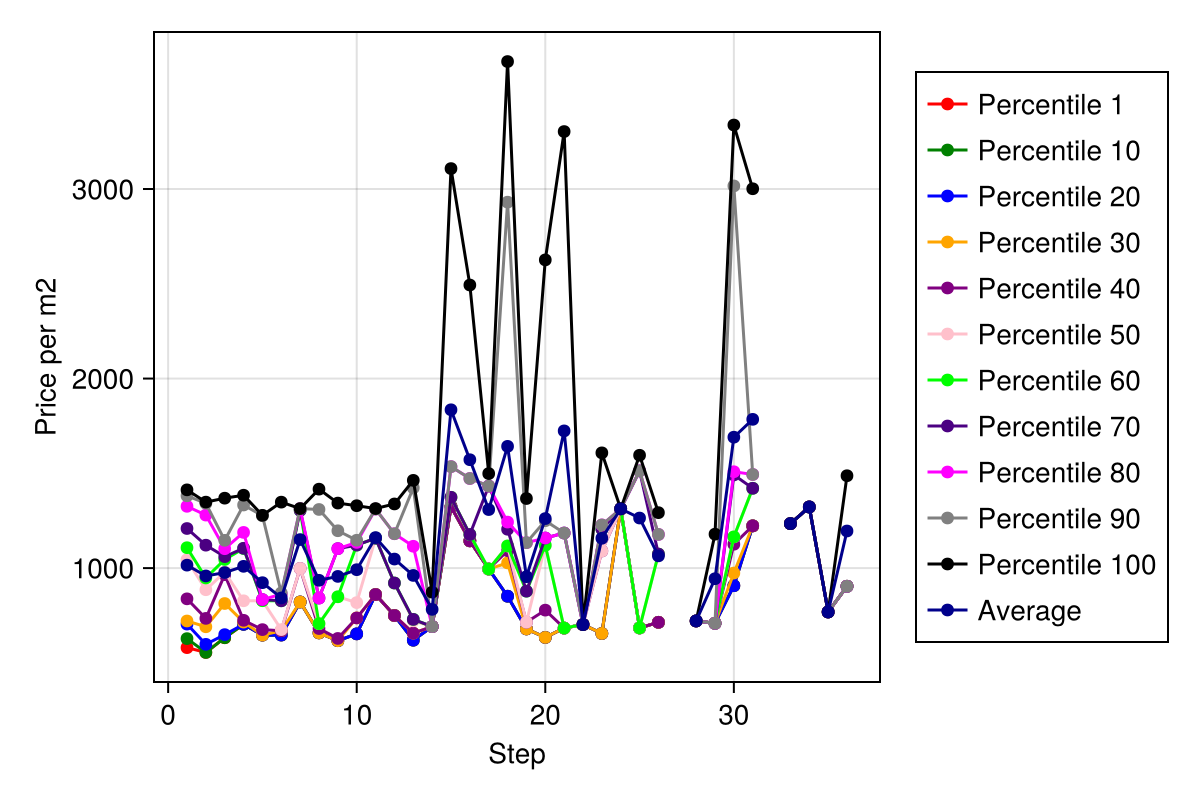 Price per m2
3000
2000
1000
0
10
20
30
Step
Percentile 1
Percentile 10
Percentile 20
Percentile 30
Percentile 40
Percentile 50
Percentile 60
Percentile 70
Percentile 80
Percentile 90
Percentile 100
Average